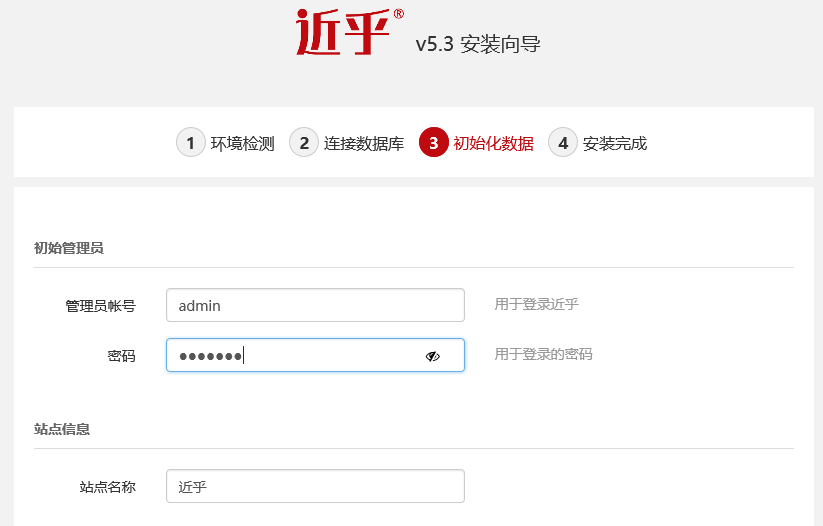 近乎® v5.3 安装向导
1 环境检测 2 连接数据库 3 初始化数据 4 安装完成
初始管理员
管理员帐号 admin 用于登录近乎
密码 ●●●●●●● 用于登录的密码
站点信息
站点名称 近乎